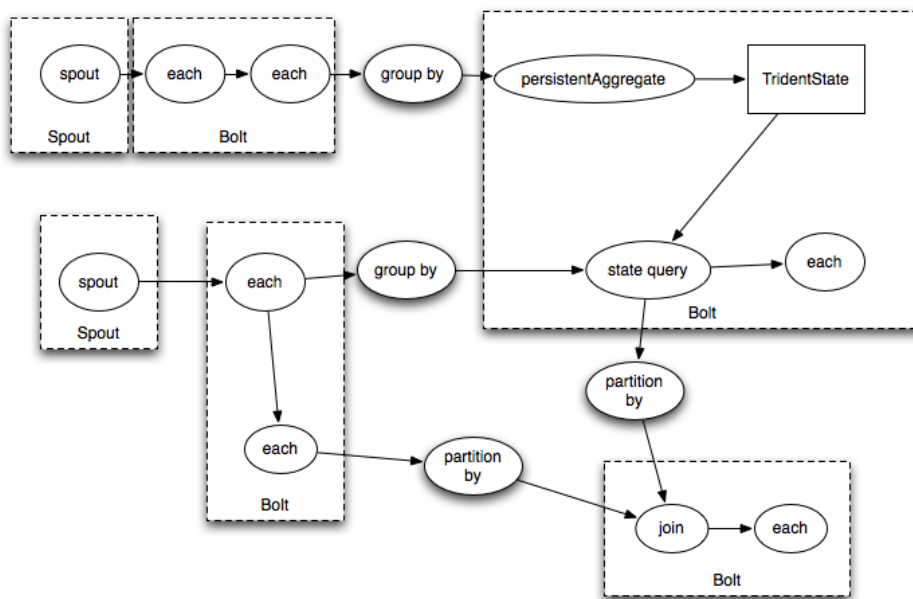 spout
each
each
group by
persistentAggregate
TridentState
Spout
Bolt
spout
each
group by
state query
each
Spout
Bolt
partition
by
each
partition
by
Bolt
join
each
Bolt